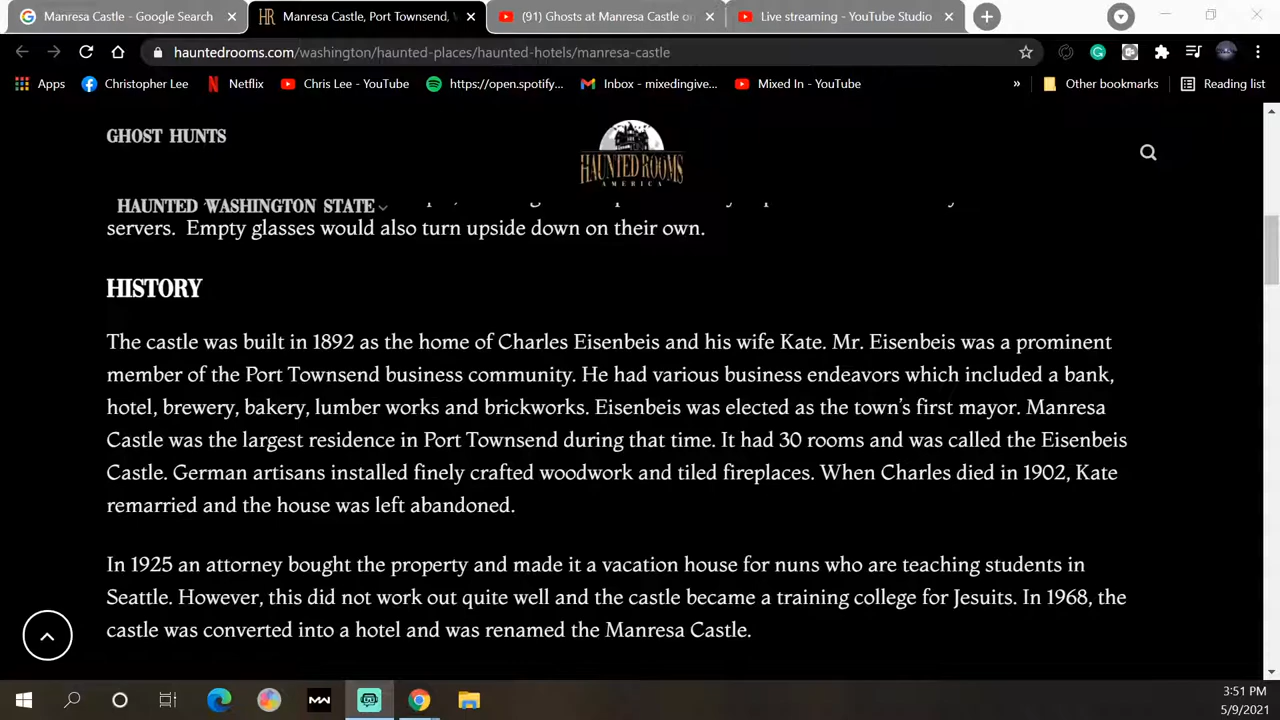 Manresa Castle - Google Search
Manresa Castle, Port Townsend,
(91) Ghosts at Manresa Castle o
Live streaming - YouTube Studio
hauntedrooms.com/washington/haunted-places/haunted-hotels/manresa-castle
Apps
Christopher Lee
Netflix
Chris Lee - YouTube
https://open.spotify...
Inbox - mixedingive...
Mixed In - YouTube
»
Other bookmarks
Reading list
GHOST HUNTS
HAUNTED ROOMS
AMERICA
HAUNTED WASHINGTON STATE
servers. Empty glasses would also turn upside down on their own.
HISTORY
The castle was built in 1892 as the home of Charles Eisenbeis and his wife Kate. Mr. Eisenbeis was a prominent
member of the Port Townsend business community. He had various business endeavors which included a bank,
hotel, brewery, bakery, lumber works and brickworks. Eisenbeis was elected as the town's first mayor. Manresa
Castle was the largest residence in Port Townsend during that time. It had 30 rooms and was called the Eisenbeis
Castle. German artisans installed finely crafted woodwork and tiled fireplaces. When Charles died in 1902, Kate
remarried and the house was left abandoned.
In 1925 an attorney bought the property and made it a vacation house for nuns who are teaching students in
Seattle. However, this did not work out quite well and the castle became a training college for Jesuits. In 1968, the
castle was converted into a hotel and was renamed the Manresa Castle.
MW
3:51 PM
5/9/2021